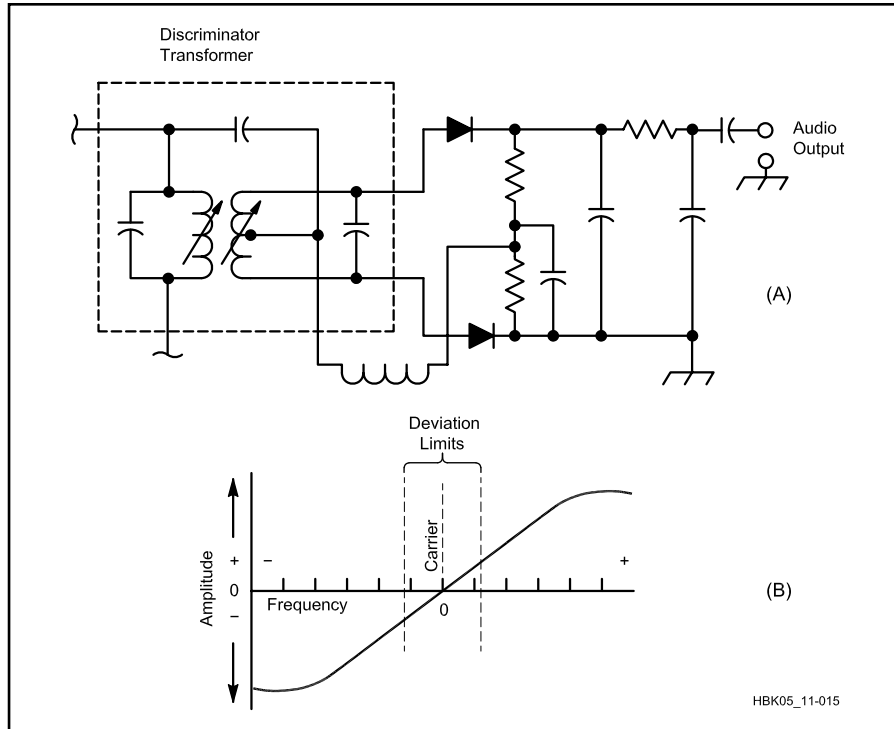 Discriminator
Transformer
Audio
Output
(A)
Deviation
Limits
Carrier
Amplitude
+
0
−
−
+
Frequency
0
(B)
HBK05_11-015